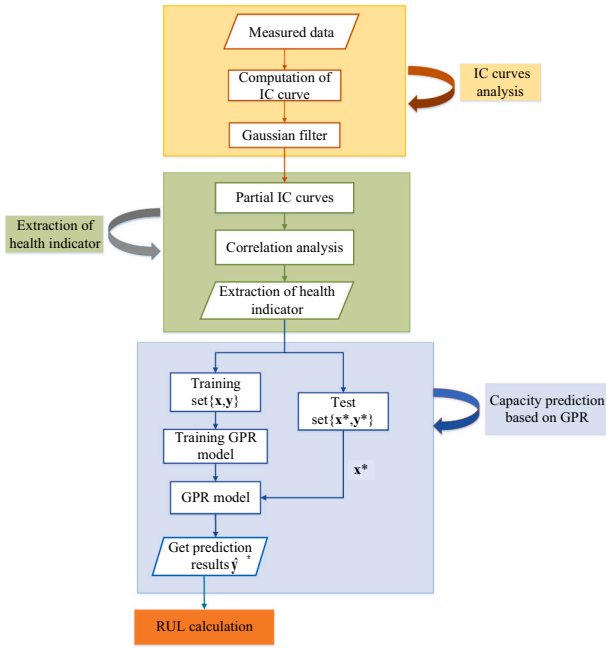 Measured data
Computation of
IC curve
Gaussian filter
IC curves
analysis
Partial IC curves
Correlation analysis
Extraction of health
indicator
Extraction of
health indicator
Training
set{x,y}
Test
set{x*,y*}
Training GPR
model
x*
GPR model
Get prediction
results ŷ *
Capacity prediction
based on GPR
RUL calculation